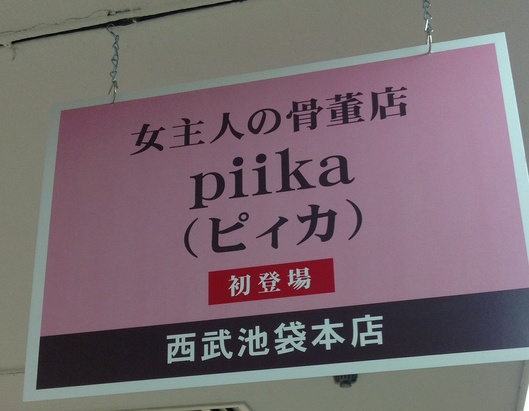 女主人の骨董店
piika
（ピィカ）
初登場
西武池袋本店